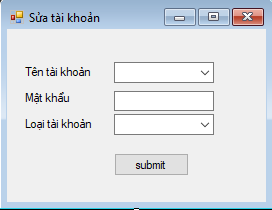 Sửa tài khoản
Tên tài khoản
Mật khẩu
Loại tài khoản
submit